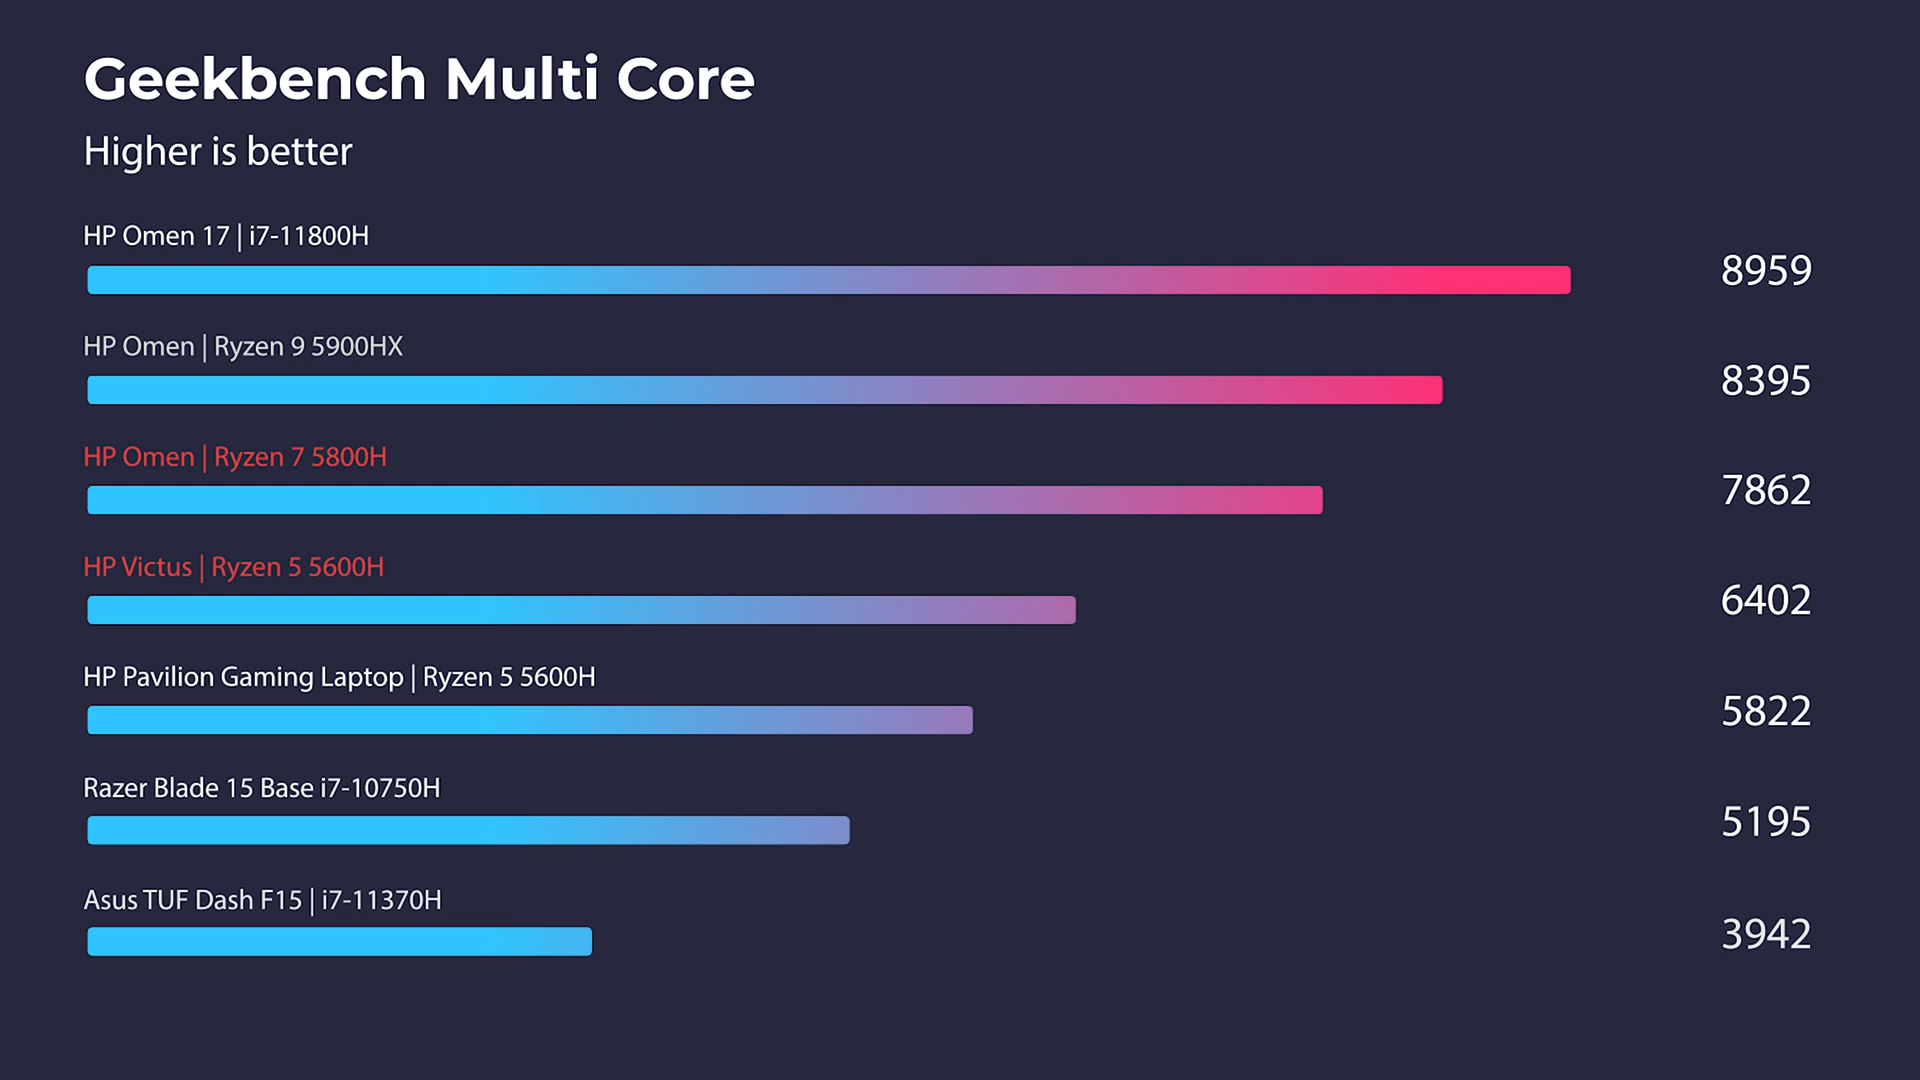 Geekbench Multi Core
Higher is better
HP Omen 17 | i7-11800H
8959
HP Omen | Ryzen 9 5900HX
8395
HP Omen | Ryzen 7 5800H
7862
HP Victus | Ryzen 5 5600H
6402
HP Pavilion Gaming Laptop | Ryzen 5 5600H
5822
Razer Blade 15 Base i7-10750H
5195
Asus TUF Dash F15 | i7-11370H
3942